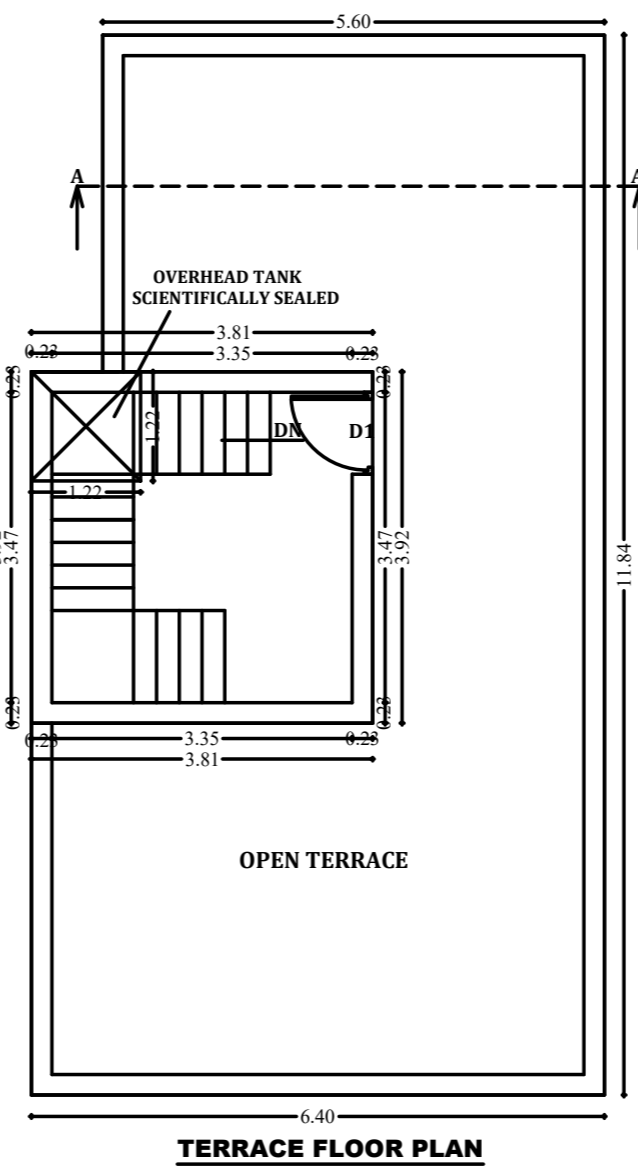 5.60
A A
OVERHEAD TANK
SCIENTIFICALLY SEALED
3.81
0.23 3.35 0.23
0.23 0.23
1.22
DN D1
1.22
3.47 3.47 3.92
11.84
0.23 0.23
0.23 3.35 0.23
3.81
OPEN TERRACE
6.40
TERRACE FLOOR PLAN